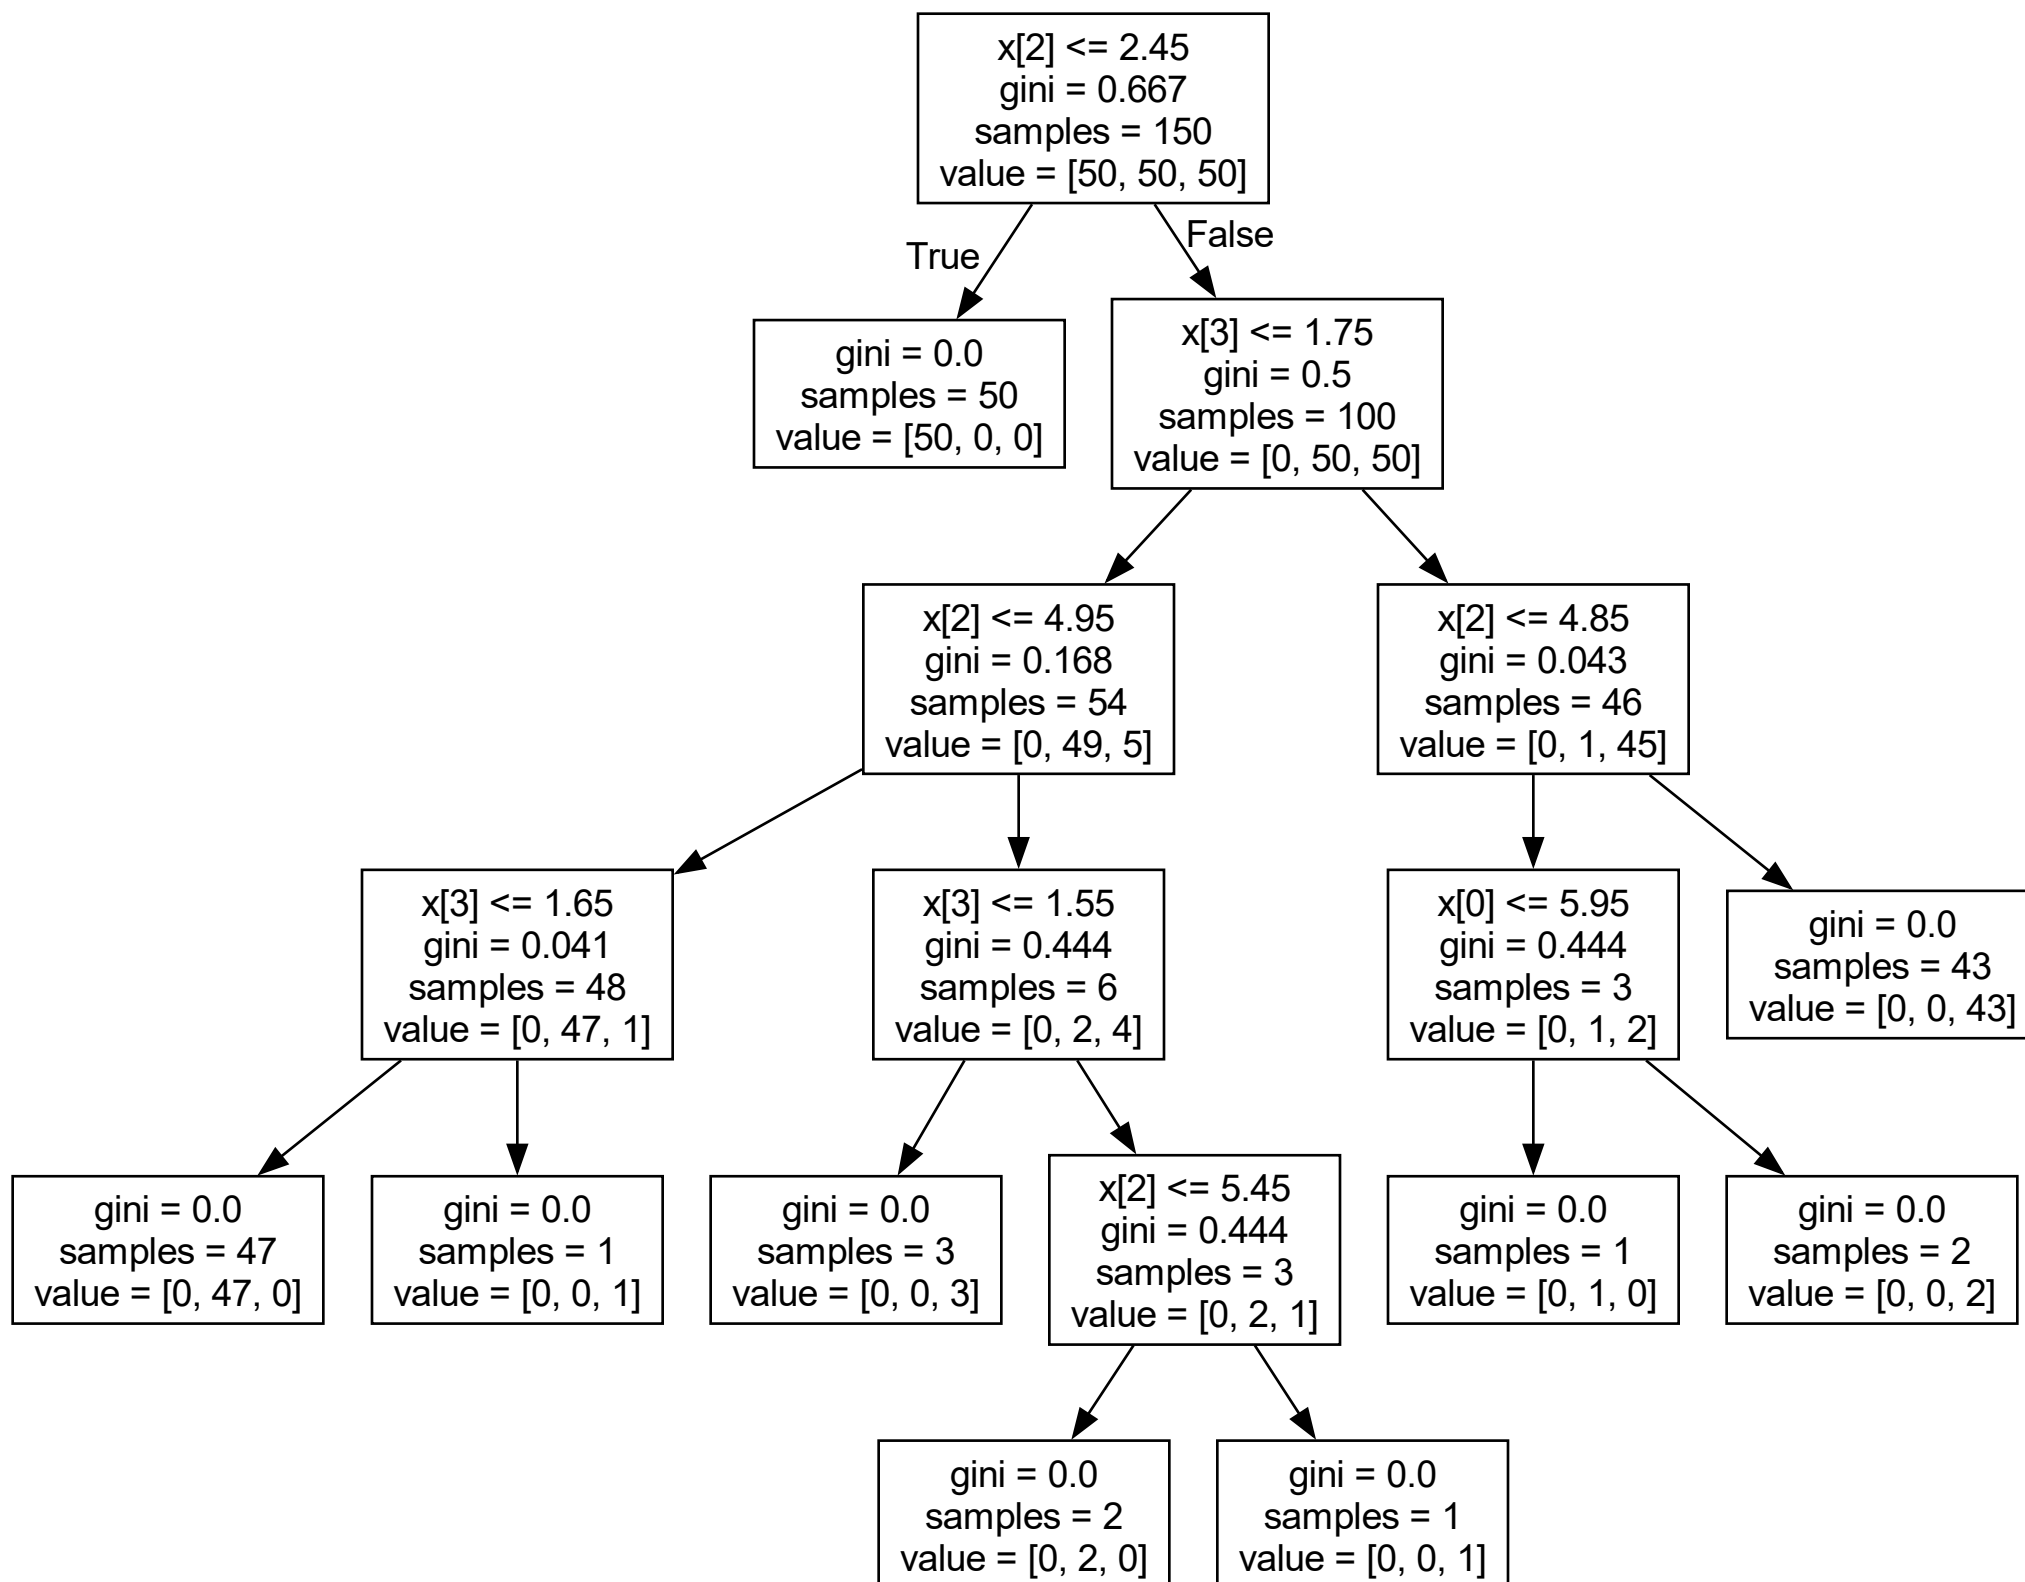 x[2] <= 2.45
gini = 0.667
samples = 150
value = [50, 50, 50]
True
False
gini = 0.0
samples = 50
value = [50, 0, 0]
x[3] <= 1.75
gini = 0.5
samples = 100
value = [0, 50, 50]
x[2] <= 4.95
gini = 0.168
samples = 54
value = [0, 49, 5]
x[2] <= 4.85
gini = 0.043
samples = 46
value = [0, 1, 45]
x[3] <= 1.65
gini = 0.041
samples = 48
value = [0, 47, 1]
x[3] <= 1.55
gini = 0.444
samples = 6
value = [0, 2, 4]
x[0] <= 5.95
gini = 0.444
samples = 3
value = [0, 1, 2]
gini = 0.0
samples = 43
value = [0, 0, 43]
gini = 0.0
samples = 47
value = [0, 47, 0]
gini = 0.0
samples = 1
value = [0, 0, 1]
gini = 0.0
samples = 3
value = [0, 0, 3]
x[2] <= 5.45
gini = 0.444
samples = 3
value = [0, 2, 1]
gini = 0.0
samples = 1
value = [0, 1, 0]
gini = 0.0
samples = 2
value = [0, 0, 2]
gini = 0.0
samples = 2
value = [0, 2, 0]
gini = 0.0
samples = 1
value = [0, 0, 1]